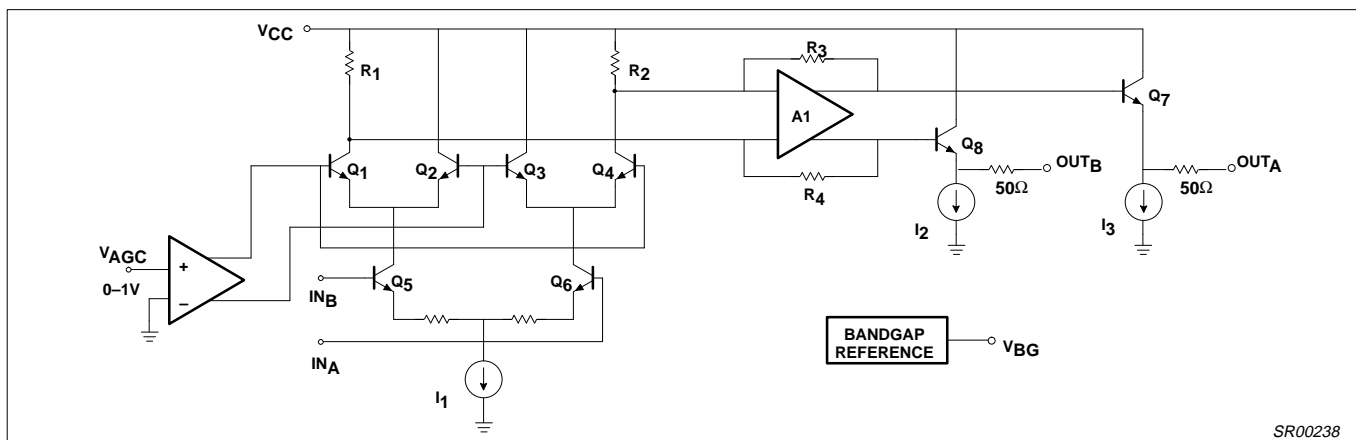 VCC
R1
R2
R3
A1
R4
Q7
Q8
OUTB
OUTA
50Ω
50Ω
Q1
Q2
Q3
Q4
I2
I3
VAGC
0–1V
+
–
INB
Q5
Q6
INA
I1
BANDGAP
REFERENCE
VBG
SR00238